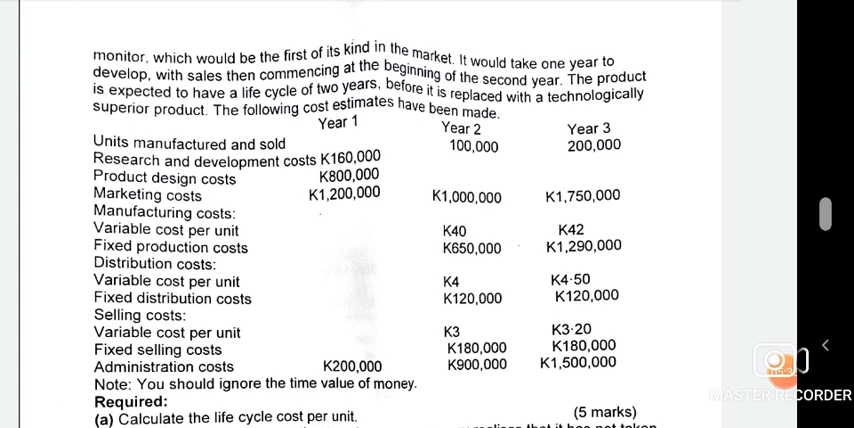 monitor, which would be the first of its kind in the market. It would take one year to
develop, with sales then commencing at the beginning of the second year. The product
is expected to have a life cycle of two years, before it is replaced with a technologically
superior product. The following cost estimates have been made.
Year 1 Year 2 Year 3
Units manufactured and sold 100,000 200,000
Research and development costs K160,000
Product design costs K800,000
Marketing costs K1,200,000 K1,000,000 K1,750,000
Manufacturing costs:
Variable cost per unit K40 K42
Fixed production costs K650,000 K1,290,000
Distribution costs:
Variable cost per unit K4 K4·50
Fixed distribution costs K120,000 K120,000
Selling costs:
Variable cost per unit K3 K3·20
Fixed selling costs K180,000 K180,000
Administration costs K200,000 K900,000 K1,500,000
Note: You should ignore the time value of money.
Required:
(a) Calculate the life cycle cost per unit. (5 marks)
that it has not taken
MASTER RECORDER